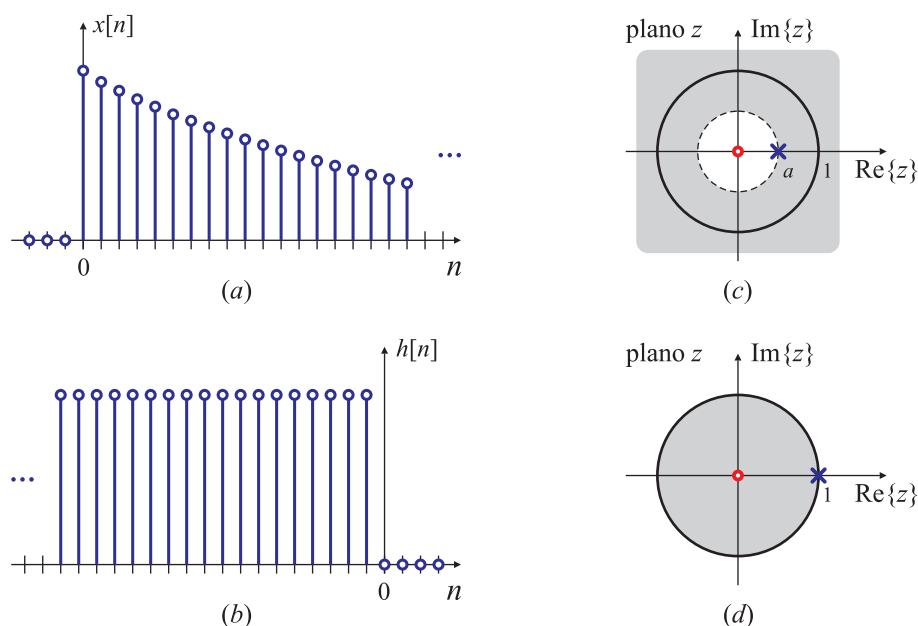 x[n]
...
0
n
(a)
plano z
Im{z}
a
1
Re{z}
(c)
h[n]
...
0
n
(b)
plano z
Im{z}
1
Re{z}
(d)